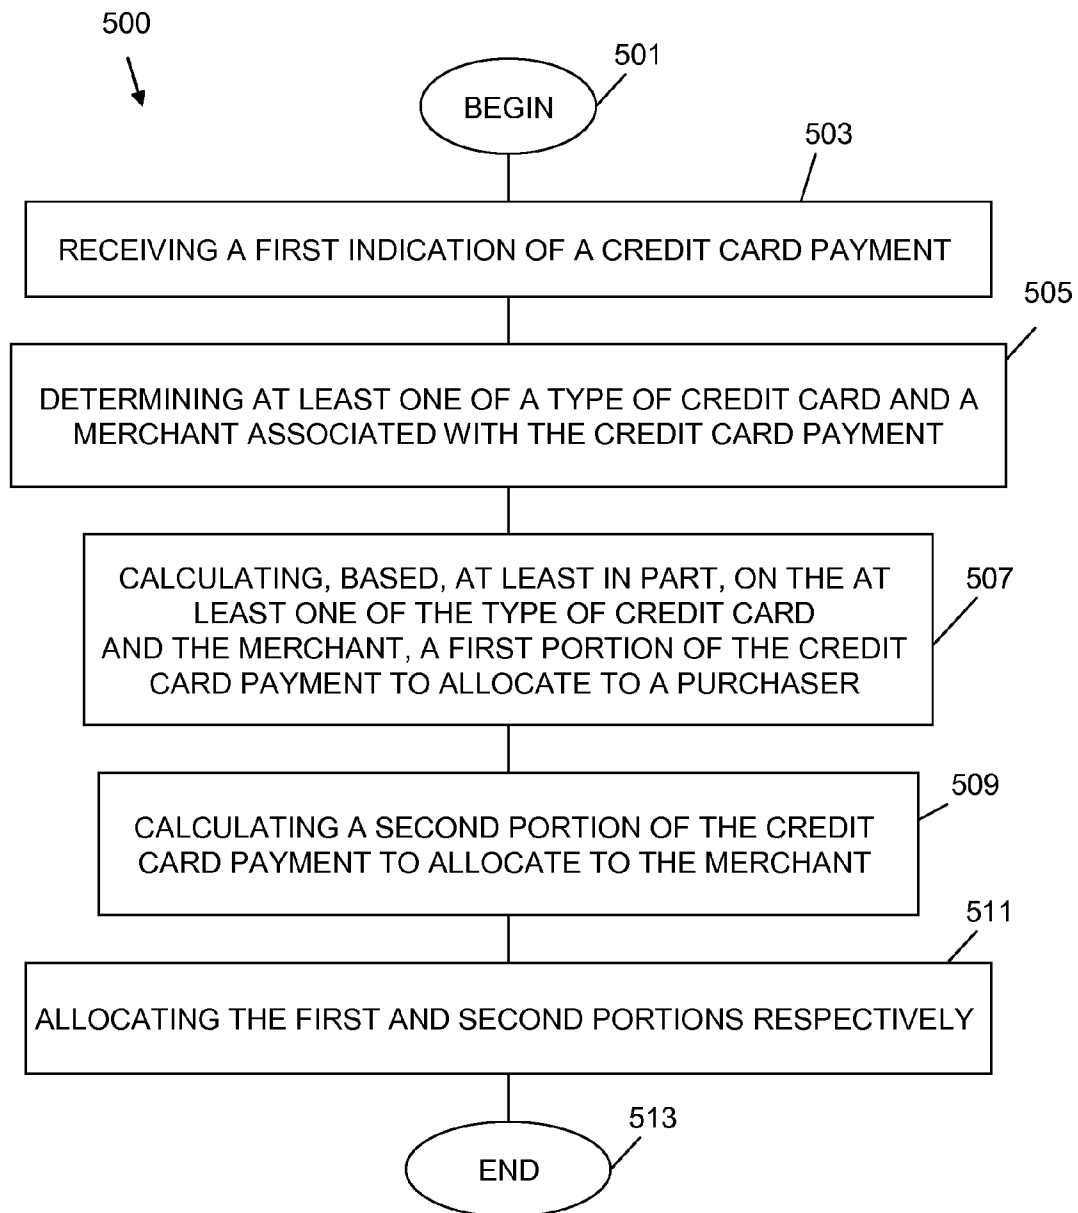 500
501
BEGIN
503
RECEIVING A FIRST INDICATION OF A CREDIT CARD PAYMENT
505
DETERMINING AT LEAST ONE OF A TYPE OF CREDIT CARD AND A
MERCHANT ASSOCIATED WITH THE CREDIT CARD PAYMENT
507
CALCULATING, BASED, AT LEAST IN PART, ON THE AT
LEAST ONE OF THE TYPE OF CREDIT CARD
AND THE MERCHANT, A FIRST PORTION OF THE CREDIT
CARD PAYMENT TO ALLOCATE TO A PURCHASER
509
CALCULATING A SECOND PORTION OF THE CREDIT
CARD PAYMENT TO ALLOCATE TO THE MERCHANT
511
ALLOCATING THE FIRST AND SECOND PORTIONS RESPECTIVELY
513
END